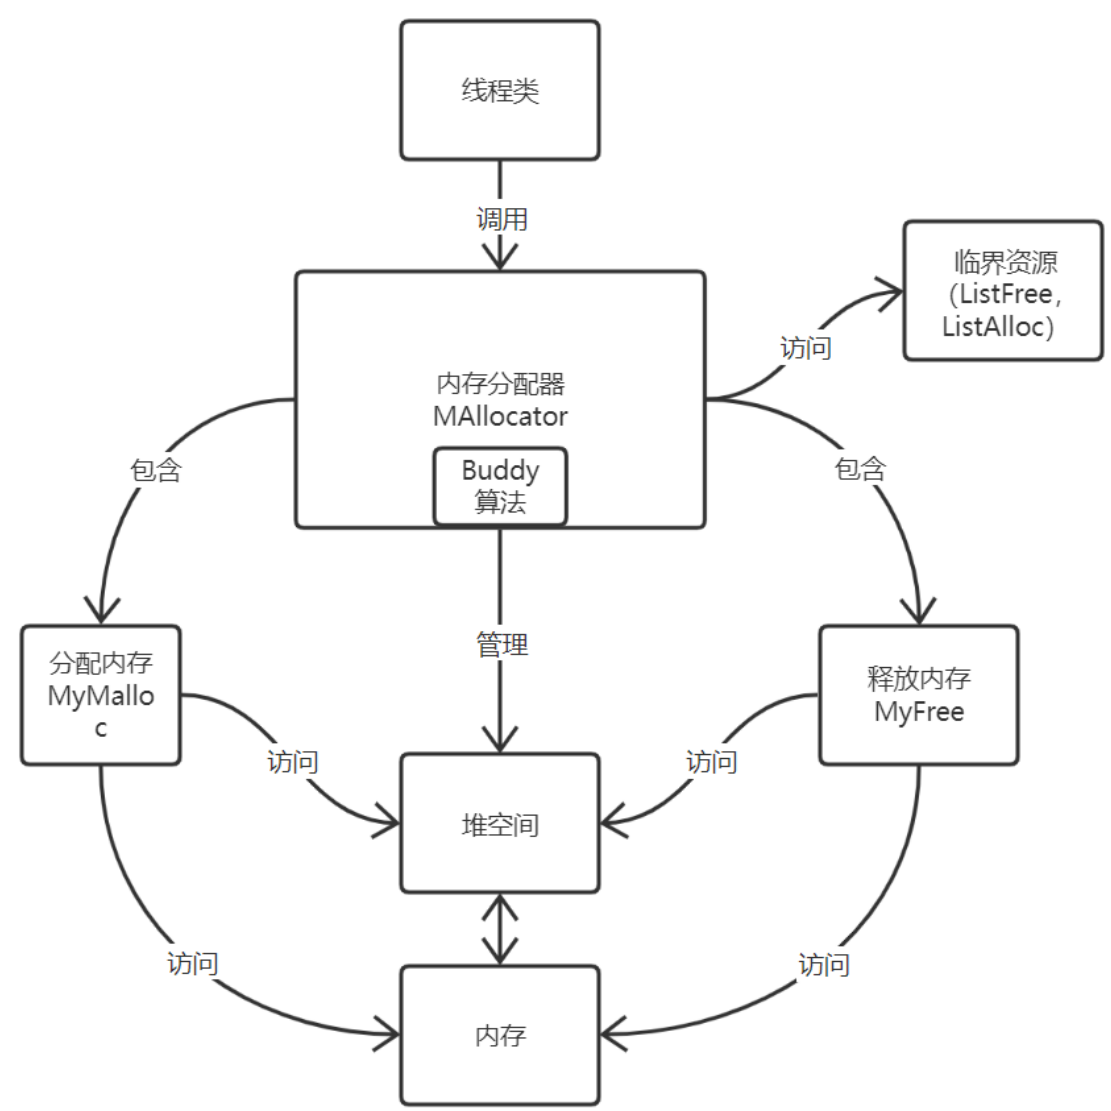 线程类
调用
临界资源
（ListFree，
ListAlloc）
访问
内存分配器
MAllocator
Buddy
算法
包含
包含
管理
分配内存
MyMallo
c
释放内存
MyFree
访问
访问
堆空间
访问
访问
内存